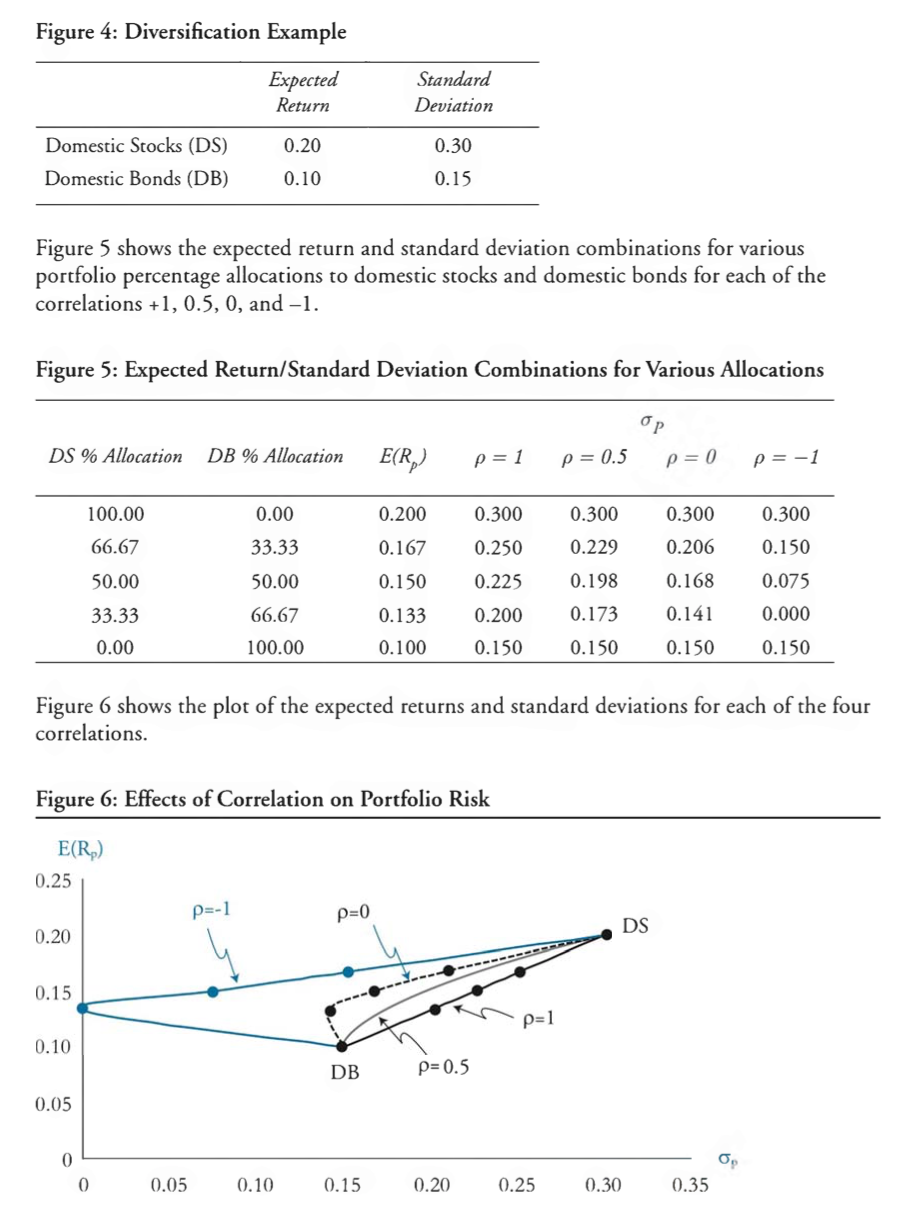 Figure 4: Diversification Example
Expected Standard
Return Deviation
Domestic Stocks (DS) 0.20 0.30
Domestic Bonds (DB) 0.10 0.15
Figure 5 shows the expected return and standard deviation combinations for various
portfolio percentage allocations to domestic stocks and domestic bonds for each of the
correlations +1, 0.5, 0, and –1.
Figure 5: Expected Return/Standard Deviation Combinations for Various Allocations
σp
DS % Allocation DB % Allocation E(Rp) ρ = 1 ρ = 0.5 ρ = 0 ρ = −1
100.00 0.00 0.200 0.300 0.300 0.300 0.300
66.67 33.33 0.167 0.250 0.229 0.206 0.150
50.00 50.00 0.150 0.225 0.198 0.168 0.075
33.33 66.67 0.133 0.200 0.173 0.141 0.000
0.00 100.00 0.100 0.150 0.150 0.150 0.150
Figure 6 shows the plot of the expected returns and standard deviations for each of the four
correlations.
Figure 6: Effects of Correlation on Portfolio Risk
E(Rp)
0.25
ρ=-1 ρ=0
0.20 DS
0.15
ρ=1
0.10
DB ρ=0.5
0.05
0 σp
0 0.05 0.10 0.15 0.20 0.25 0.30 0.35